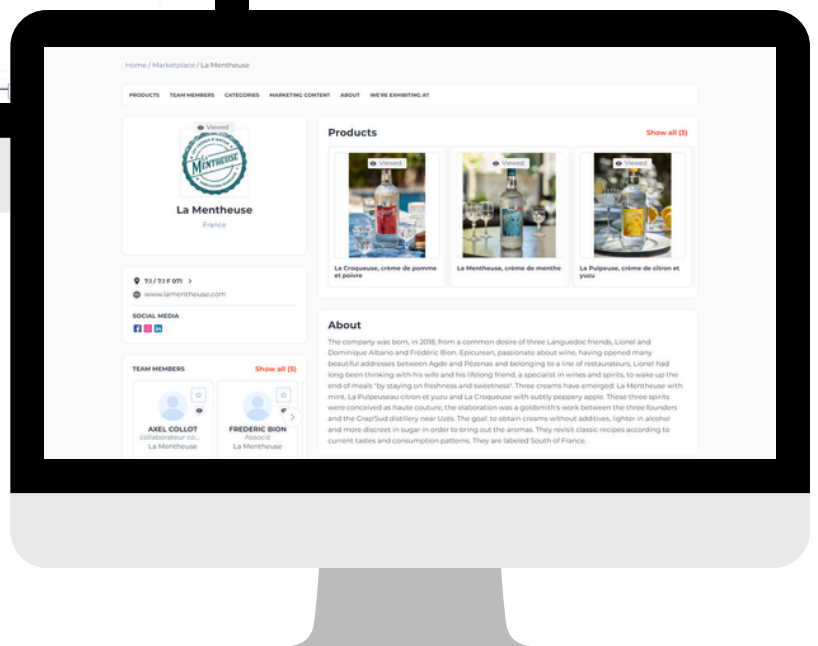 Home / Marketplace / La Mentheuse
PRODUCTS TEAM MEMBERS CATEGORIES MARKETING CONTENT ABOUT WE'RE EXHIBITING AT
Viewed
La Mentheuse
La Mentheuse
France
7.1 / 7.1 F 071
www.lamentheuse.com
SOCIAL MEDIA
TEAM MEMBERS Show all (5)
AXEL COLLOT
collaborateur co...
La Mentheuse
FREDERIC BION
Associé
La Mentheuse
Products Show all (3)
Viewed
La Croqueuse, crème de pomme
et poivre
Viewed
La Mentheuse, crème de menthe
Viewed
La Pulpeuse, crème de citron et
yuzu
About
The company was born, in 2018, from a common desire of three Languedoc friends, Lionel and
Dominique Albano and Frédéric Bion. Epicurean, passionate about wine, having opened many
beautiful addresses between Agde and Pézenas and belonging to a line of restaurateurs, Lionel had
long been thinking with his wife and his lifelong friend, a specialist in wines and spirits, to wake up the
end of meals "by staying on freshness and sweetness". Three creams have emerged: La Mentheuse with
mint, La Pulpeuseau citron et yuzu and La Croqueuse with subtly peppery apple. These three spirits
were conceived as haute couture, the elaboration was a goldsmith's work between the three founders
and the Grap'Sud distillery near Uzès. The goal: to obtain creams without additives, lighter in alcohol
and more discreet in sugar in order to bring out the aromas. They revisit classic recipes according to
current tastes and consumption patterns. They are labeled South of France.